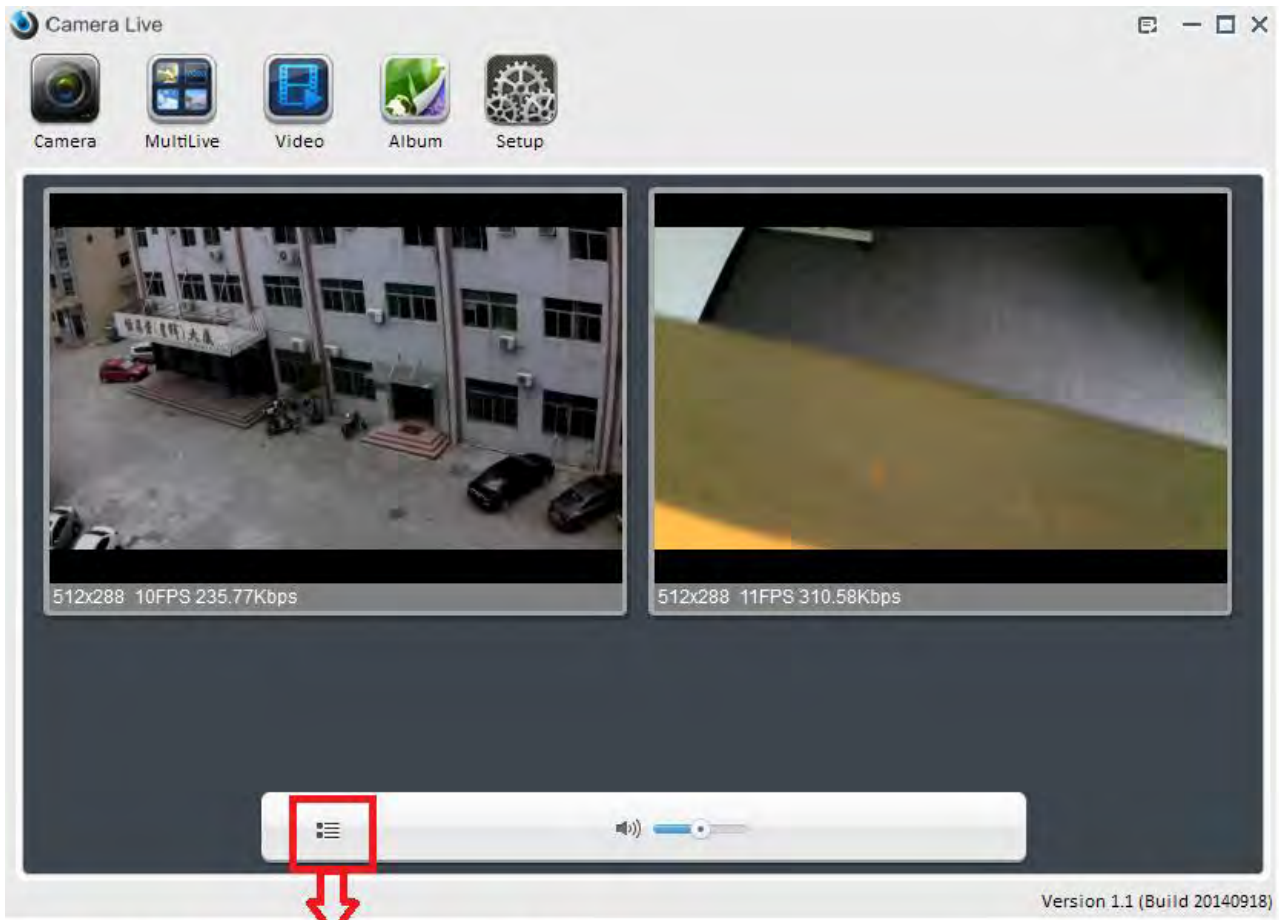 Camera Live
Camera MultiLive Video Album Setup
512x288 10FPS 235.77Kbps
512x288 11FPS 310.58Kbps
Version 1.1 (Build 20140918)